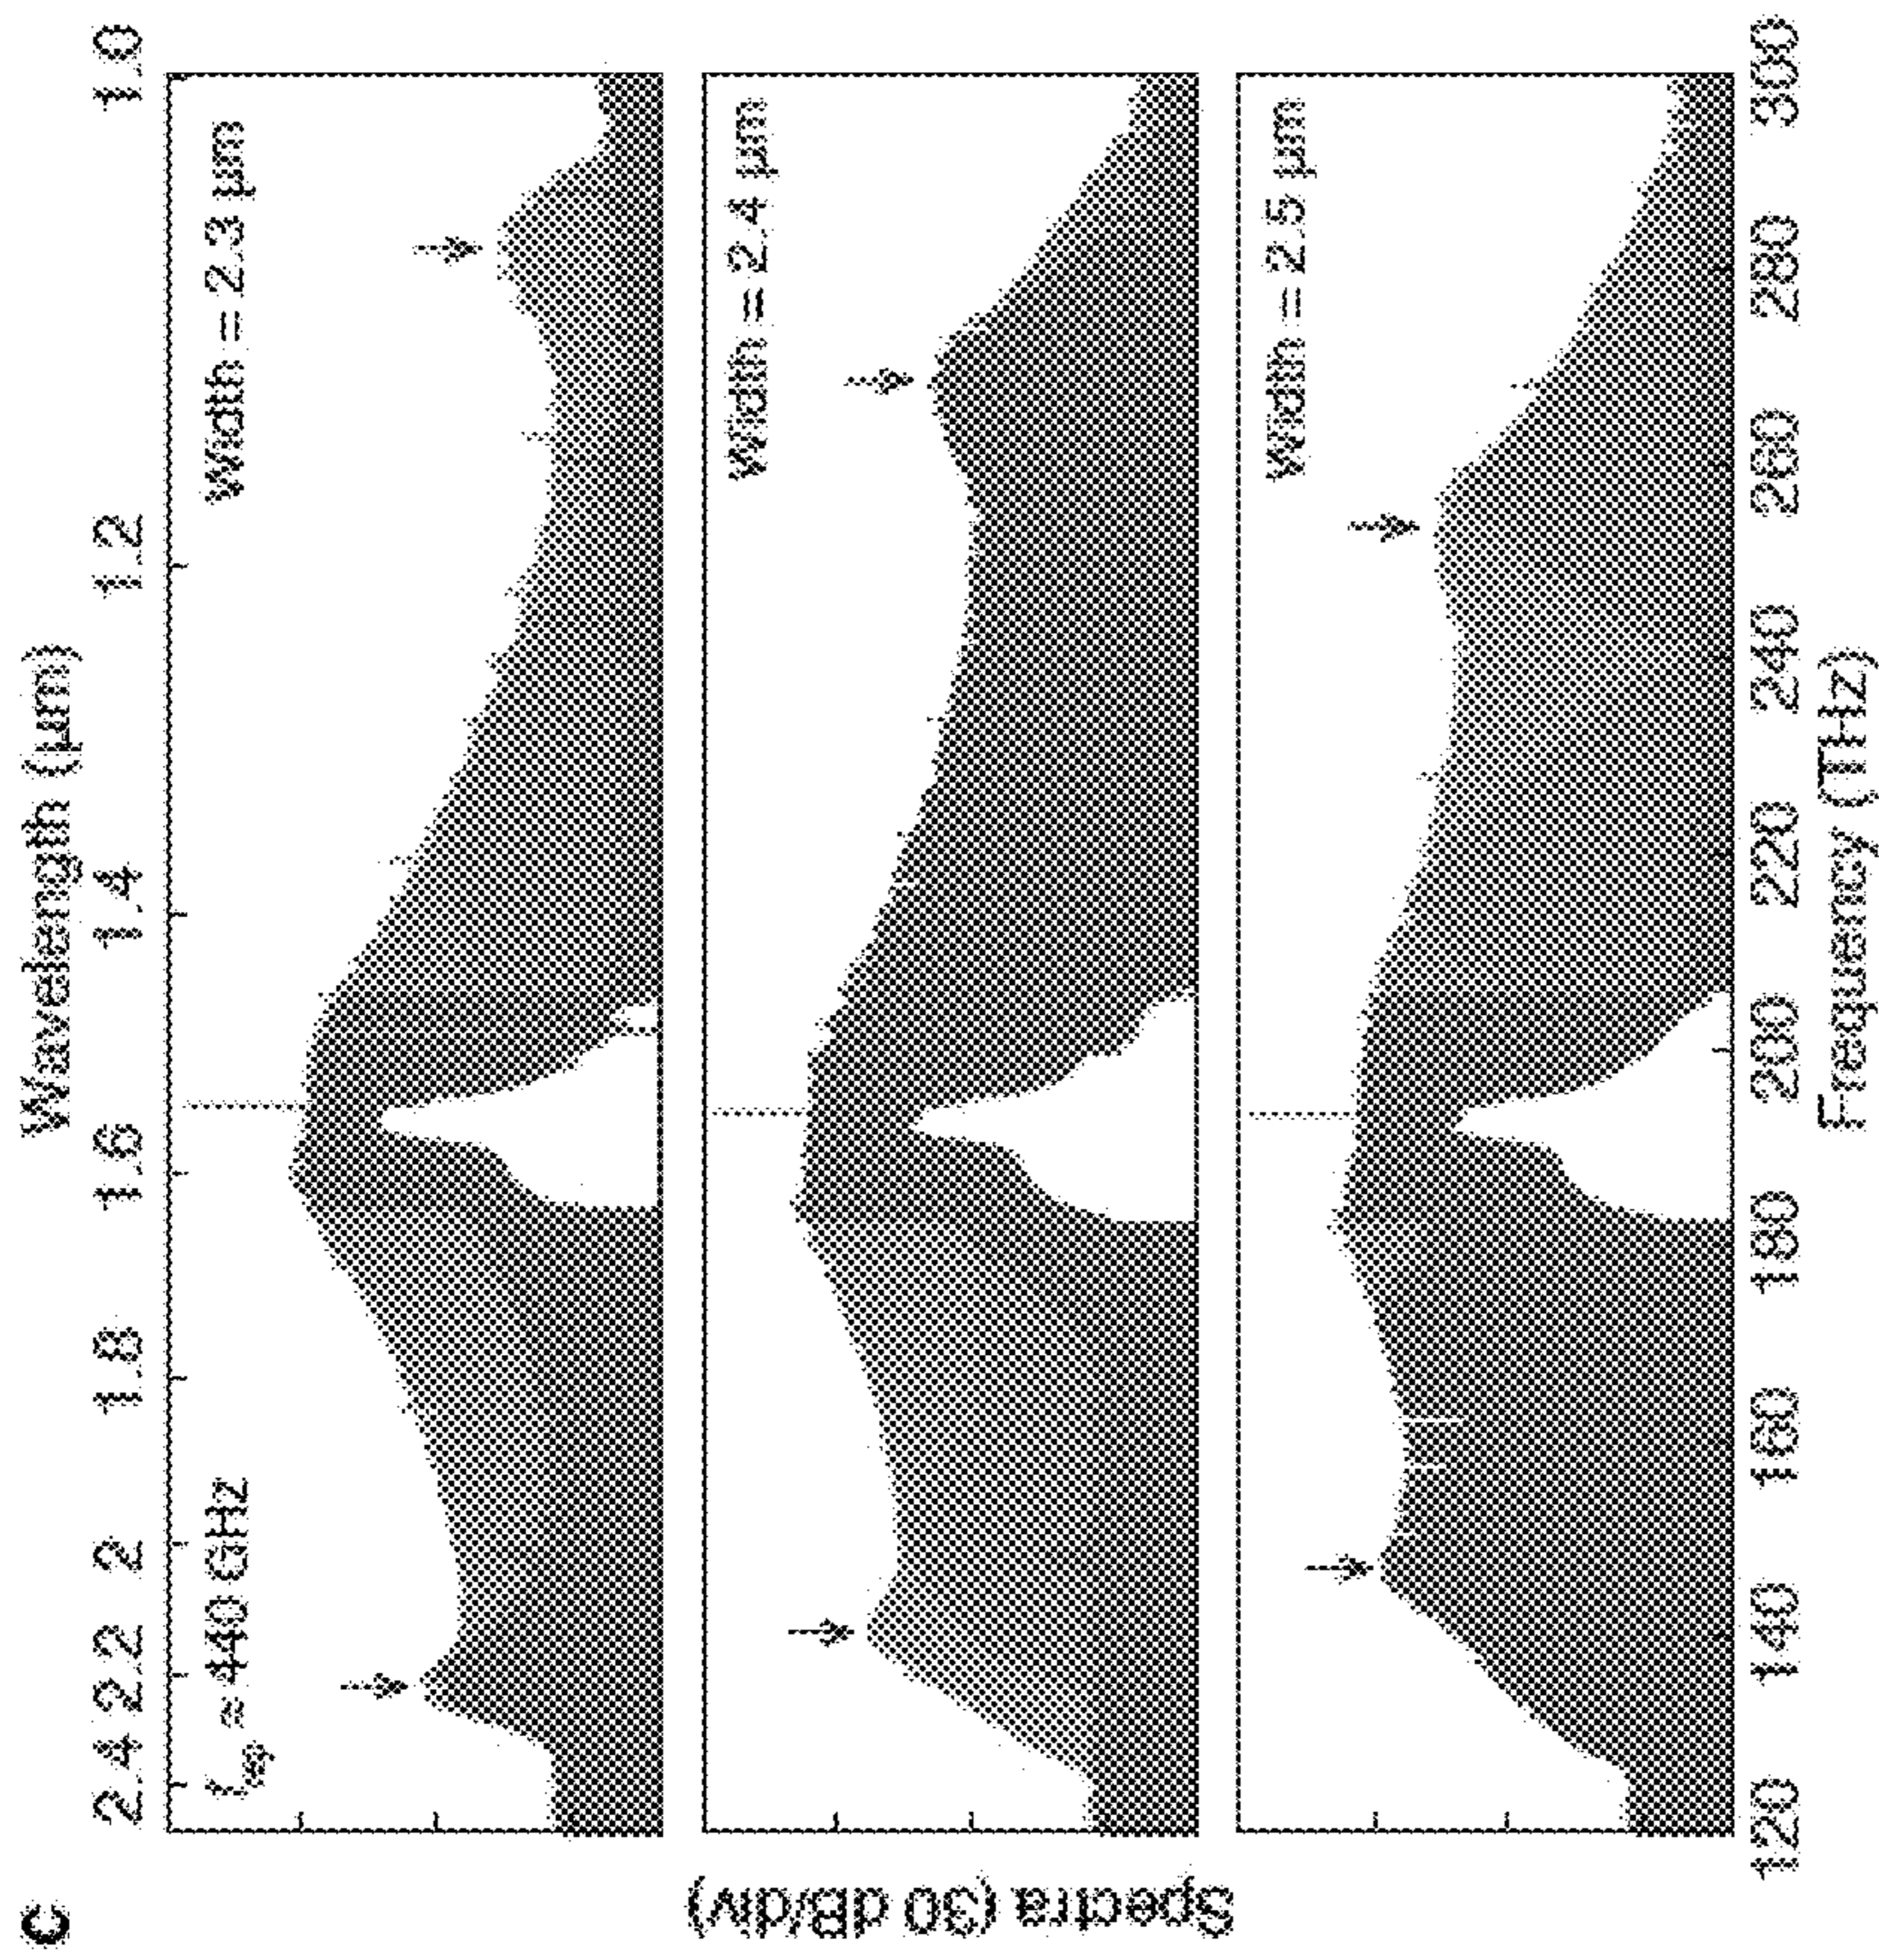 c
Wavelength (µm)
2.4 2.2 2 1.8 1.6 1.4 1.2 1.0
f_rep ≈ 440 GHz
Width = 2.3 µm
Width = 2.4 µm
Width = 2.5 µm
Spectra (30 dB/div)
120 140 160 180 200 220 240 260 280 300
Frequency (THz)